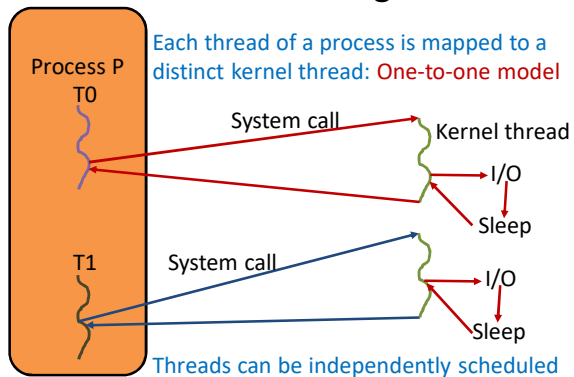 Each thread of a process is mapped to a
distinct kernel thread: One-to-one model
Process P
T0
System call
Kernel thread
I/O
Sleep
T1
System call
I/O
Sleep
Threads can be independently scheduled